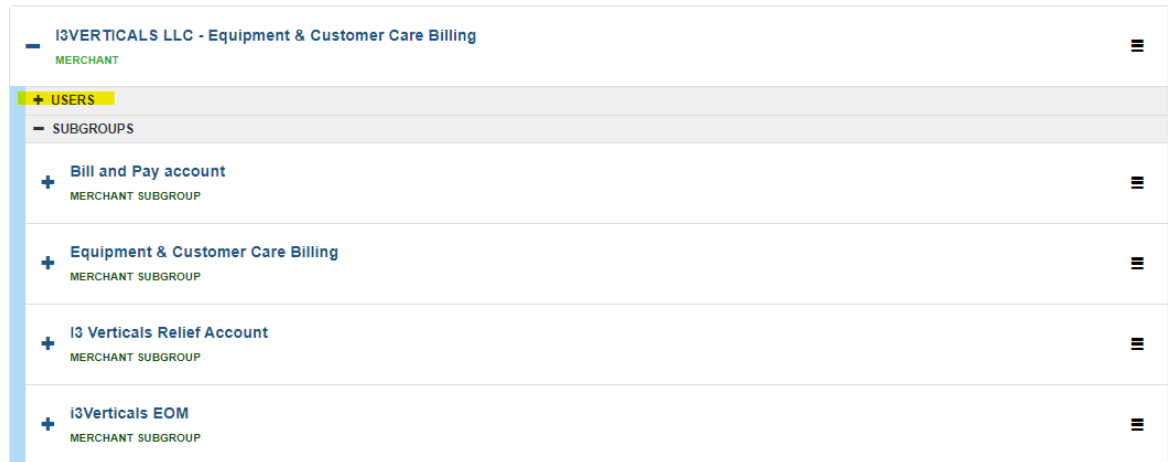 I3VERTICALS LLC - Equipment & Customer Care Billing
MERCHANT
USERS
SUBGROUPS
Bill and Pay account
MERCHANT SUBGROUP
Equipment & Customer Care Billing
MERCHANT SUBGROUP
I3 Verticals Relief Account
MERCHANT SUBGROUP
i3Verticals EOM
MERCHANT SUBGROUP